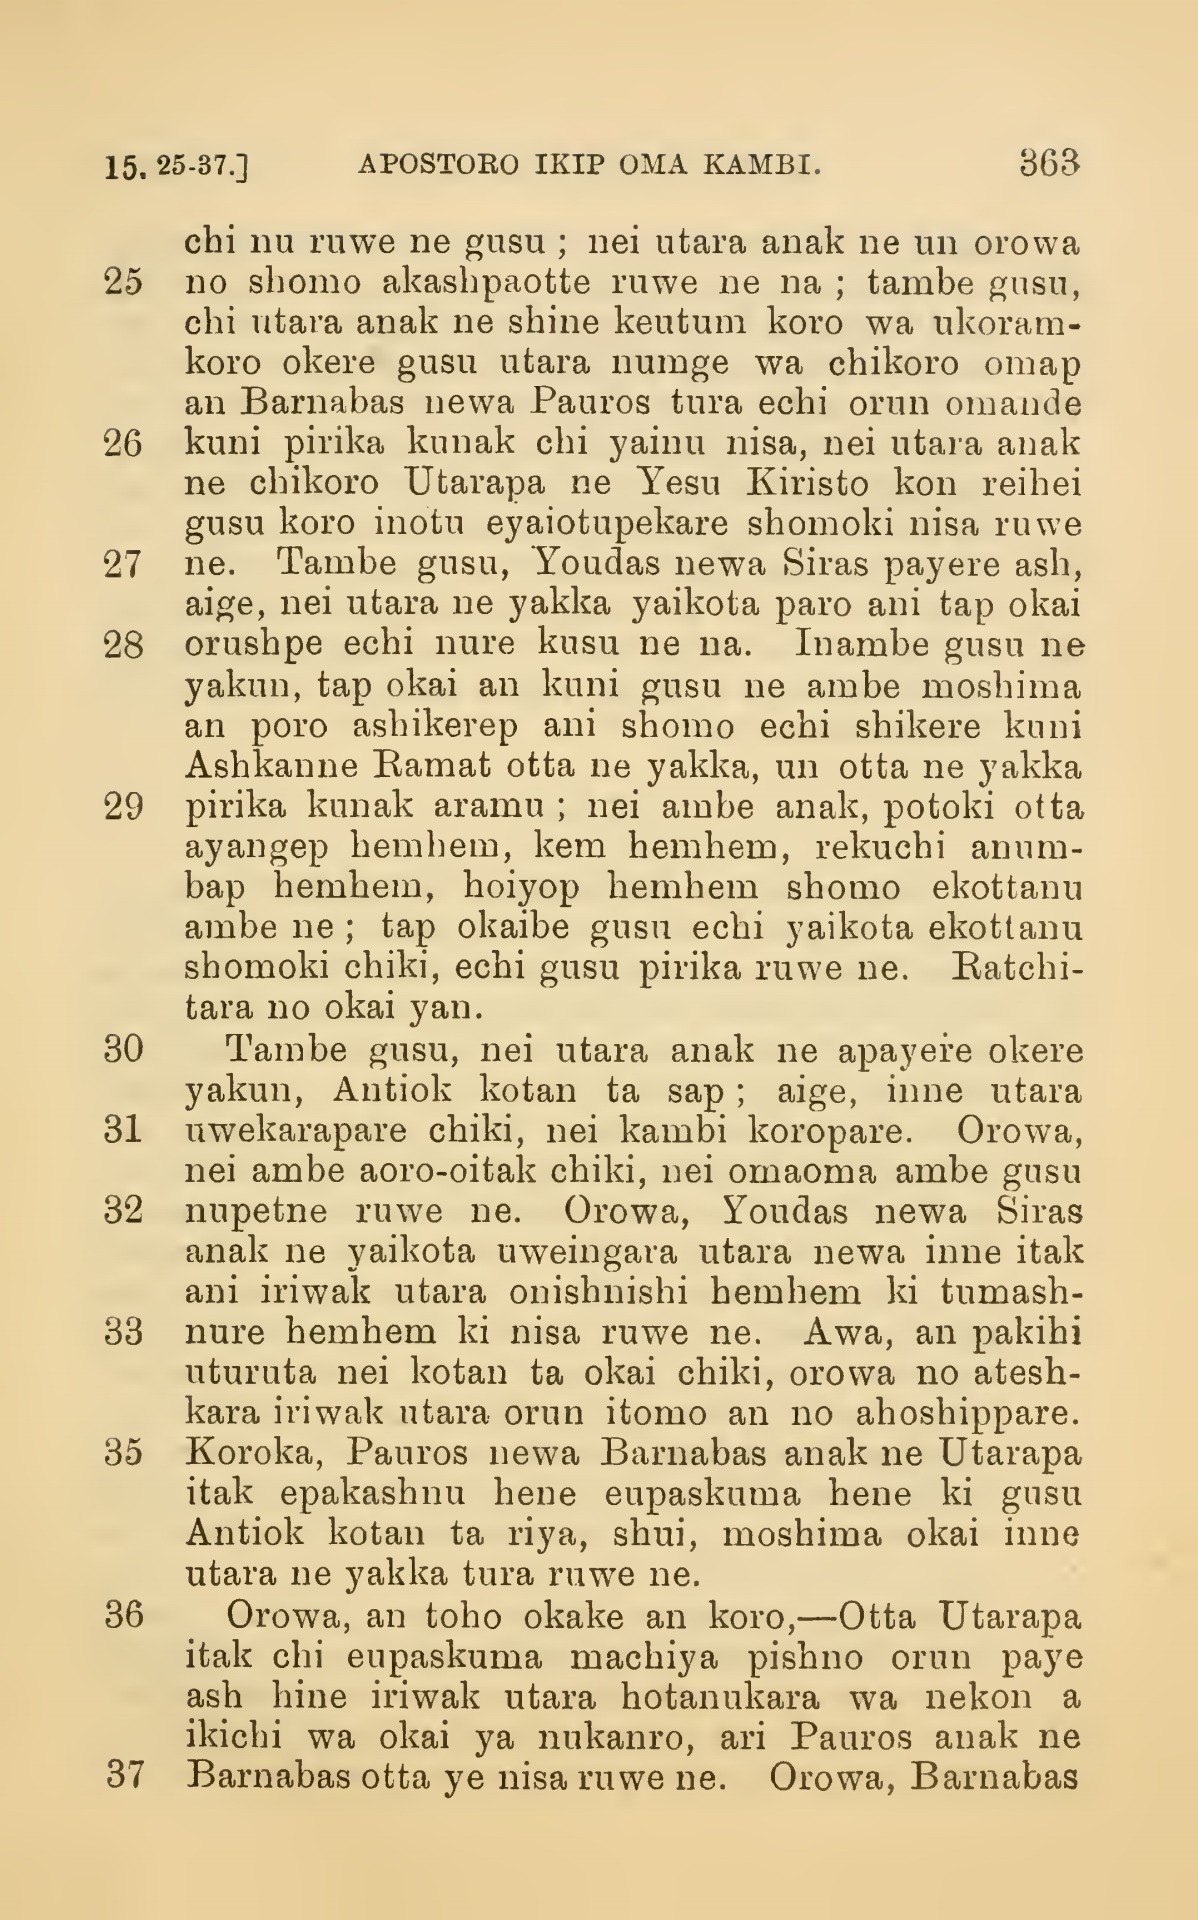 15. 25-37.] APOSTORO IKIP OMA KAMBI. 363
chi nu ruwe ne gusu ; nei utara anak ne un orowa
25 no shomo akashpaotte ruwe ne na ; tambe gusu,
chi utara anak ne shine keutum koro wa ukoram-
koro okere gusu utara numge wa chikoro omap
an Barnabas newa Pauros tura echi orun omande
26 kuni pirika kunak chi yainu nisa, nei utara anak
ne chikoro Utarapa ne Yesu Kiristo kon reihei
gusu koro inotu eyaiotupekare shomoki nisa ruwe
27 ne. Tambe gusu, Youdas newa Siras payere ash,
aige, nei utara ne yakka yaikota paro ani tap okai
28 orushpe echi nure kusu ne na. Inambe gusu ne
yakun, tap okai an kuni gusu ne ambe moshima
an poro ashikerep ani shomo echi shikere kuni
Ashkanne Ramat otta ne yakka, un otta ne yakka
29 pirika kunak aramu ; nei ambe anak, potoki otta
ayangep hemhem, kem hemhem, rekuchi anum-
bap hemhem, hoiyop hemhem shomo ekottanu
ambe ne ; tap okaibe gusu echi yaikota ekottanu
shomoki chiki, echi gusu pirika ruwe ne. Ratchi-
tara no okai yan.
30 Tambe gusu, nei utara anak ne apayere okere
yakun, Antiok kotan ta sap ; aige, inne utara
31 uwekarapare chiki, nei kambi koropare. Orowa,
nei ambe aoro-oitak chiki, nei omaoma ambe gusu
32 nupetne ruwe ne. Orowa, Youdas newa Siras
anak ne yaikota uweingara utara newa inne itak
ani iriwak utara onishnishi hemhem ki tumash-
33 nure hemhem ki nisa ruwe ne. Awa, an pakihi
uturuta nei kotan ta okai chiki, orowa no atesh-
kara iriwak utara orun itomo an no ahoshippare.
35 Koroka, Pauros newa Barnabas anak ne Utarapa
itak epakashnu hene eupaskuma hene ki gusu
Antiok kotan ta riya, shui, moshima okai inne
utara ne yakka tura ruwe ne.
36 Orowa, an toho okake an koro,—Otta Utarapa
itak chi eupaskuma machiya pishno orun paye
ash hine iriwak utara hotanukara wa nekon a
ikichi wa okai ya nukanro, ari Pauros anak ne
37 Barnabas otta ye nisa ruwe ne. Orowa, Barnabas